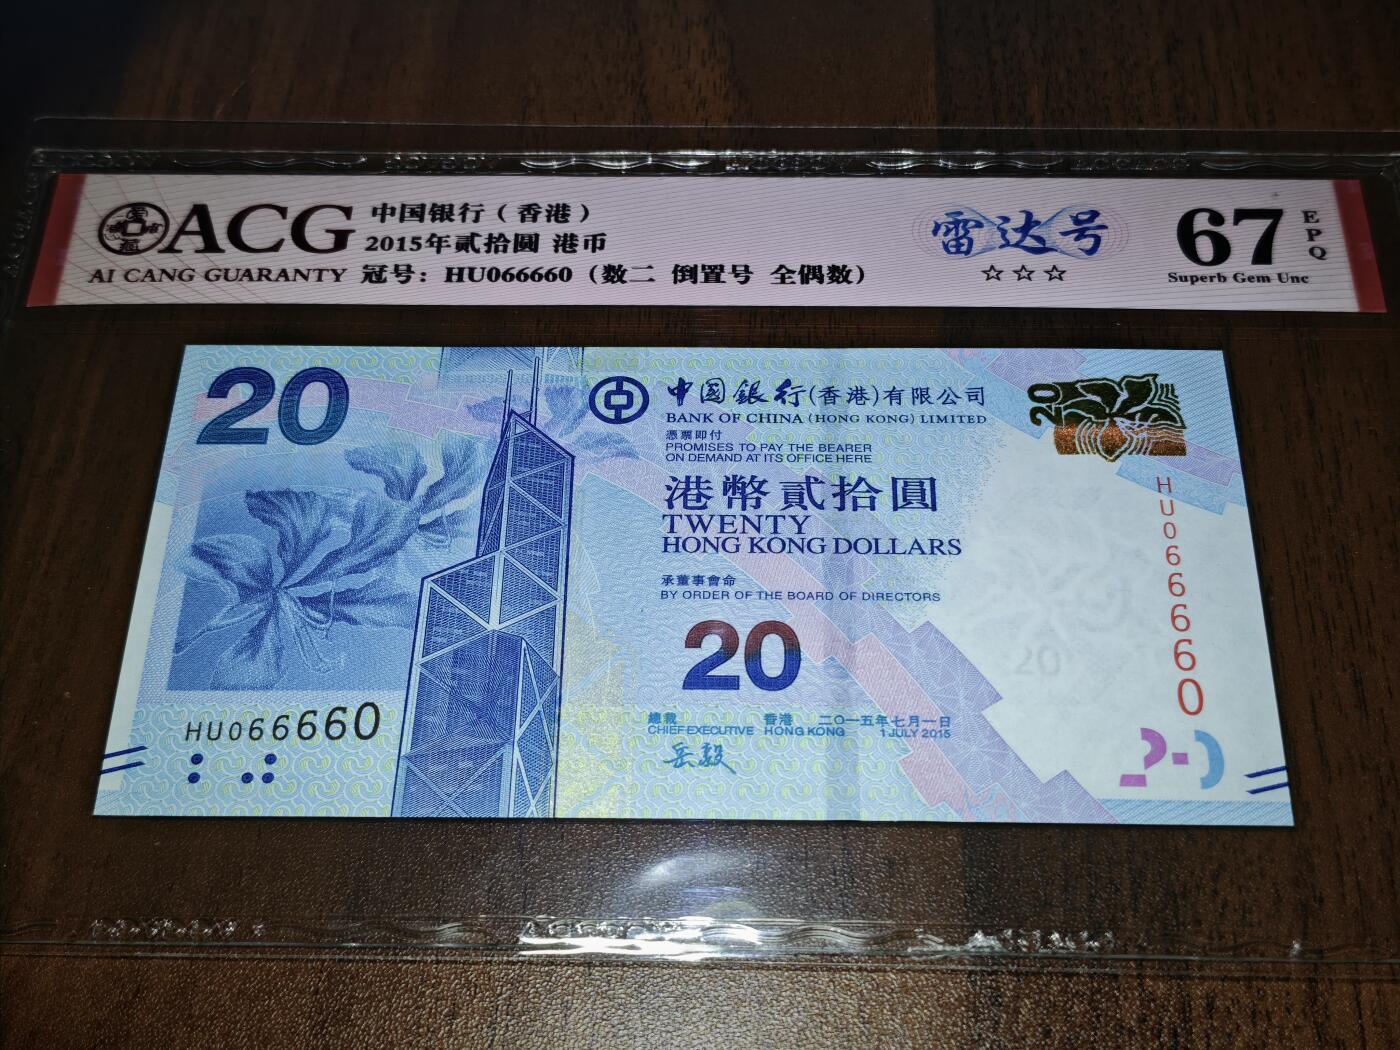 ACG
AI CANG GUARANTY
中国银行（香港）
2015年贰拾圆 港币
冠号：HU066660（数二 倒置号 全偶数）
雷达号
☆☆☆
67
EPQ
Superb Gem Unc
20
中國銀行(香港)有限公司
BANK OF CHINA (HONG KONG) LIMITED
憑票即付
PROMISES TO PAY THE BEARER
ON DEMAND AT ITS OFFICE HERE
港幣貳拾圓
TWENTY
HONG KONG DOLLARS
承董事會命
BY ORDER OF THE BOARD OF DIRECTORS
20
總裁
CHIEF EXECUTIVE
岳毅
香港 二〇一五年七月一日
HONG KONG 1 JULY 2015
HU066660
20
HU066660
20